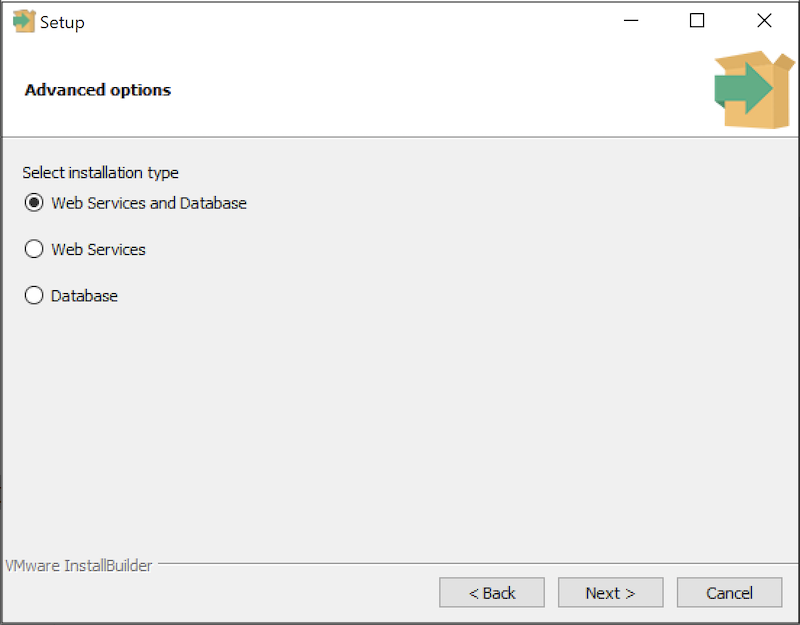 Setup
Advanced options
Select installation type
Web Services and Database
Web Services
Database
VMware InstallBuilder
< Back
Next >
Cancel